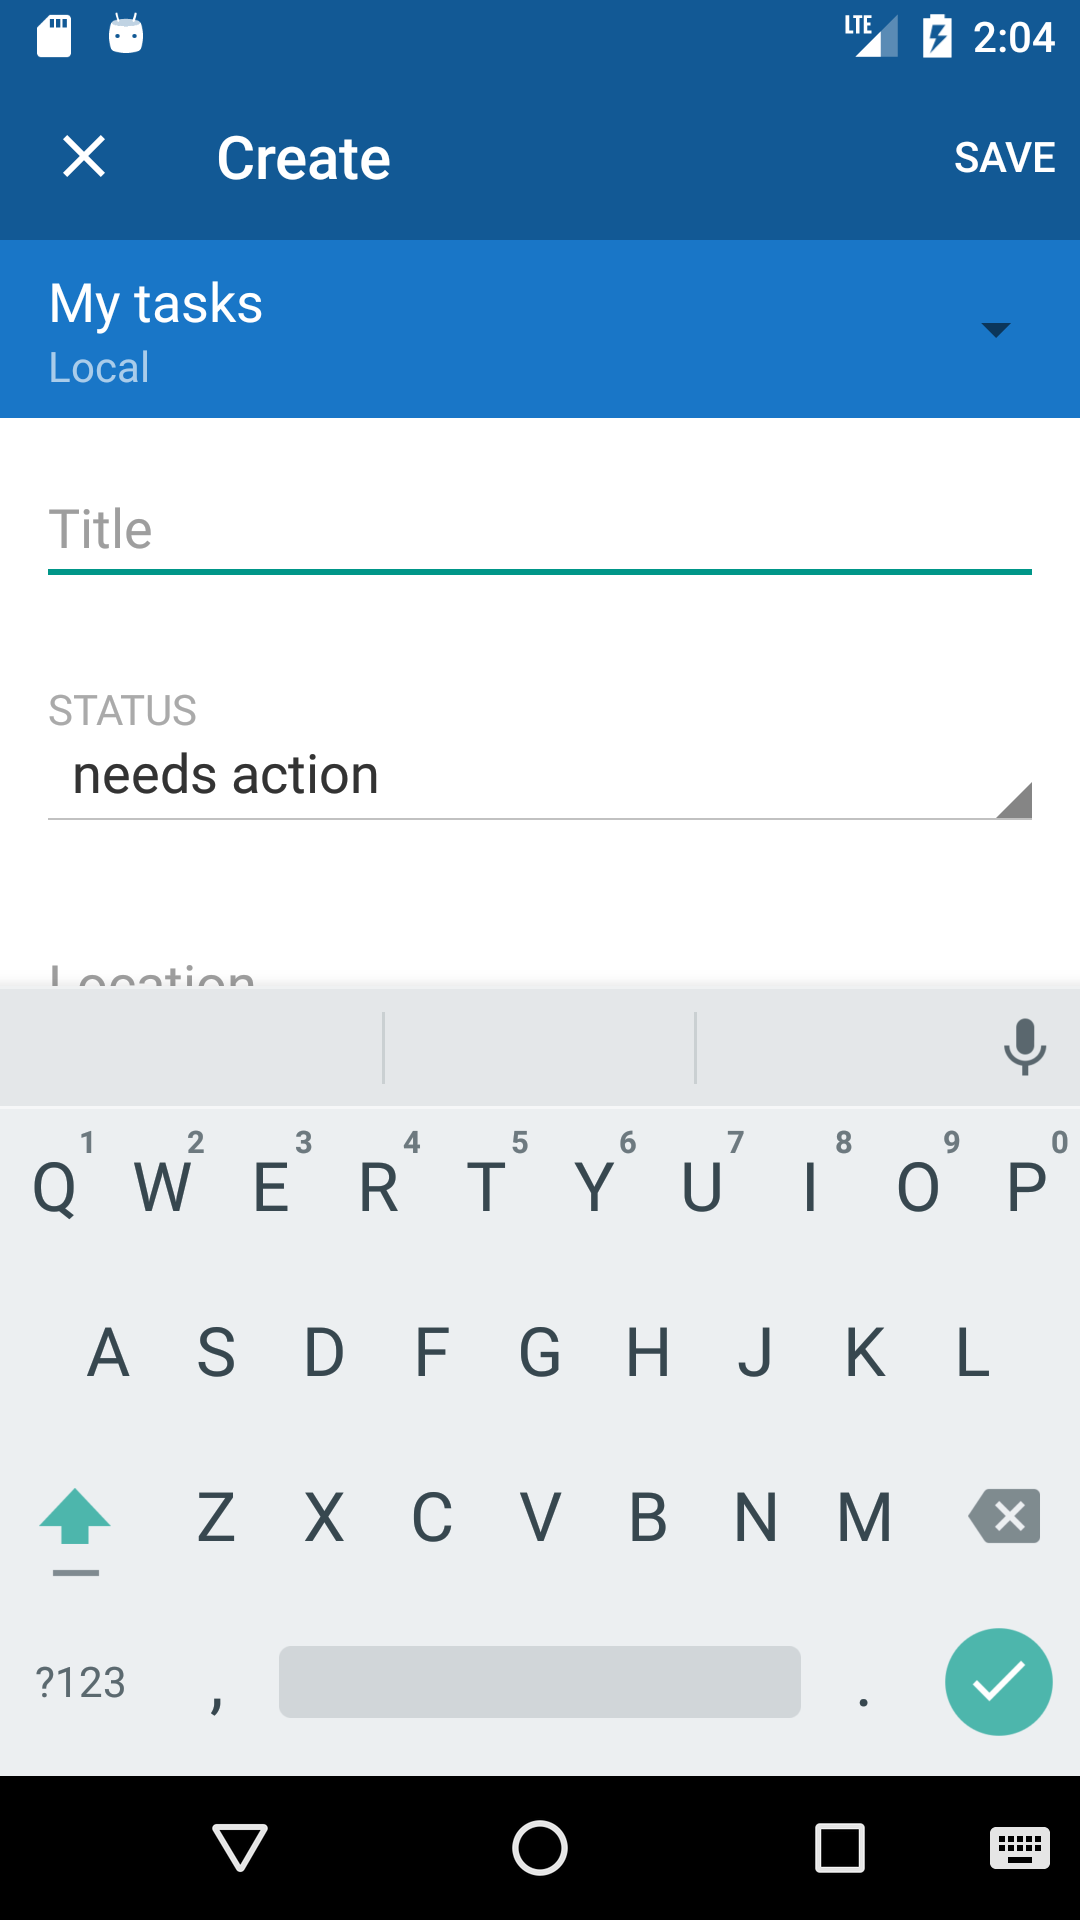 LTE 2:04
Create SAVE
My tasks
Local
Title
STATUS
needs action
Location
1 2 3 4 5 6 7 8 9 0
Q W E R T Y U I O P
A S D F G H J K L
Z X C V B N M
?123 , .